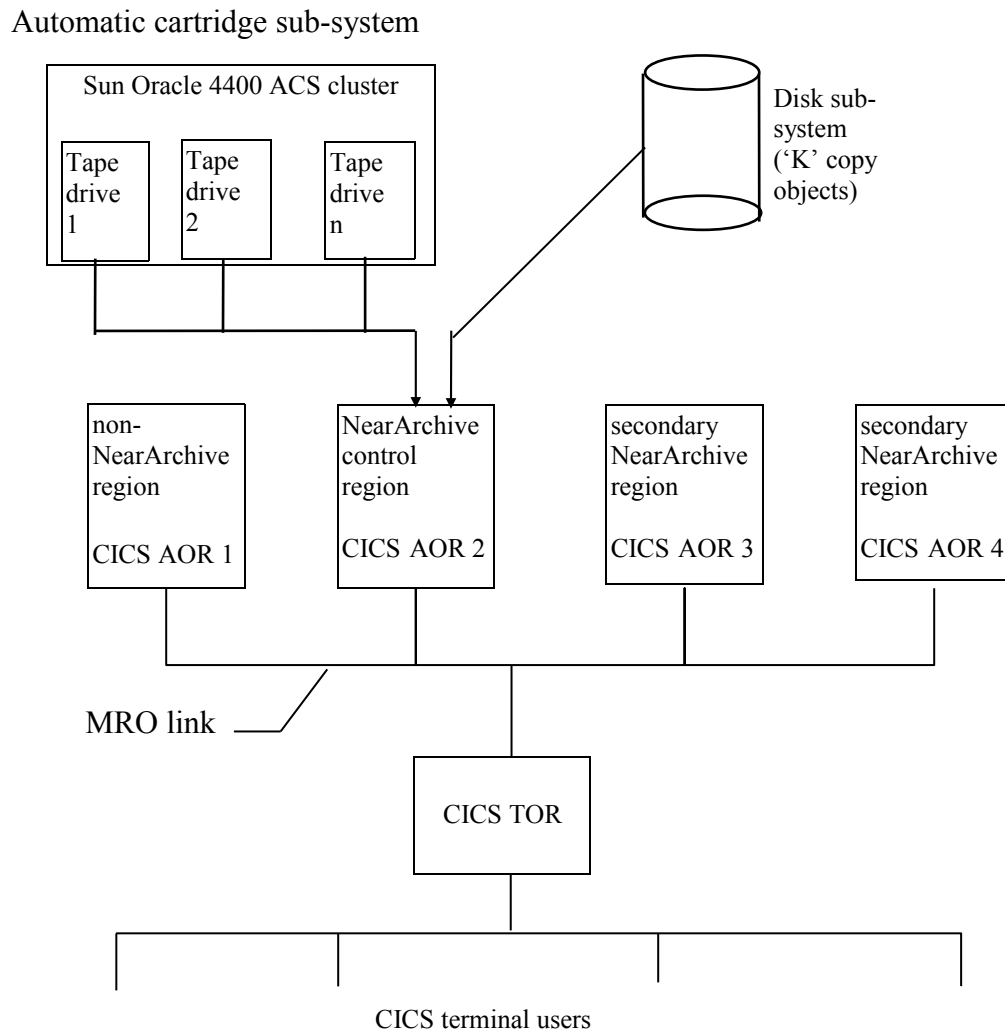 Automatic cartridge sub-system
Sun Oracle 4400 ACS cluster
Tape
drive
1
Tape
drive
2
Tape
drive
n
Disk sub-
system
(‘K’ copy
objects)
non-
NearArchive
region
CICS AOR 1
NearArchive
control
region
CICS AOR 2
secondary
NearArchive
region
CICS AOR 3
secondary
NearArchive
region
CICS AOR 4
MRO link
CICS TOR
CICS terminal users